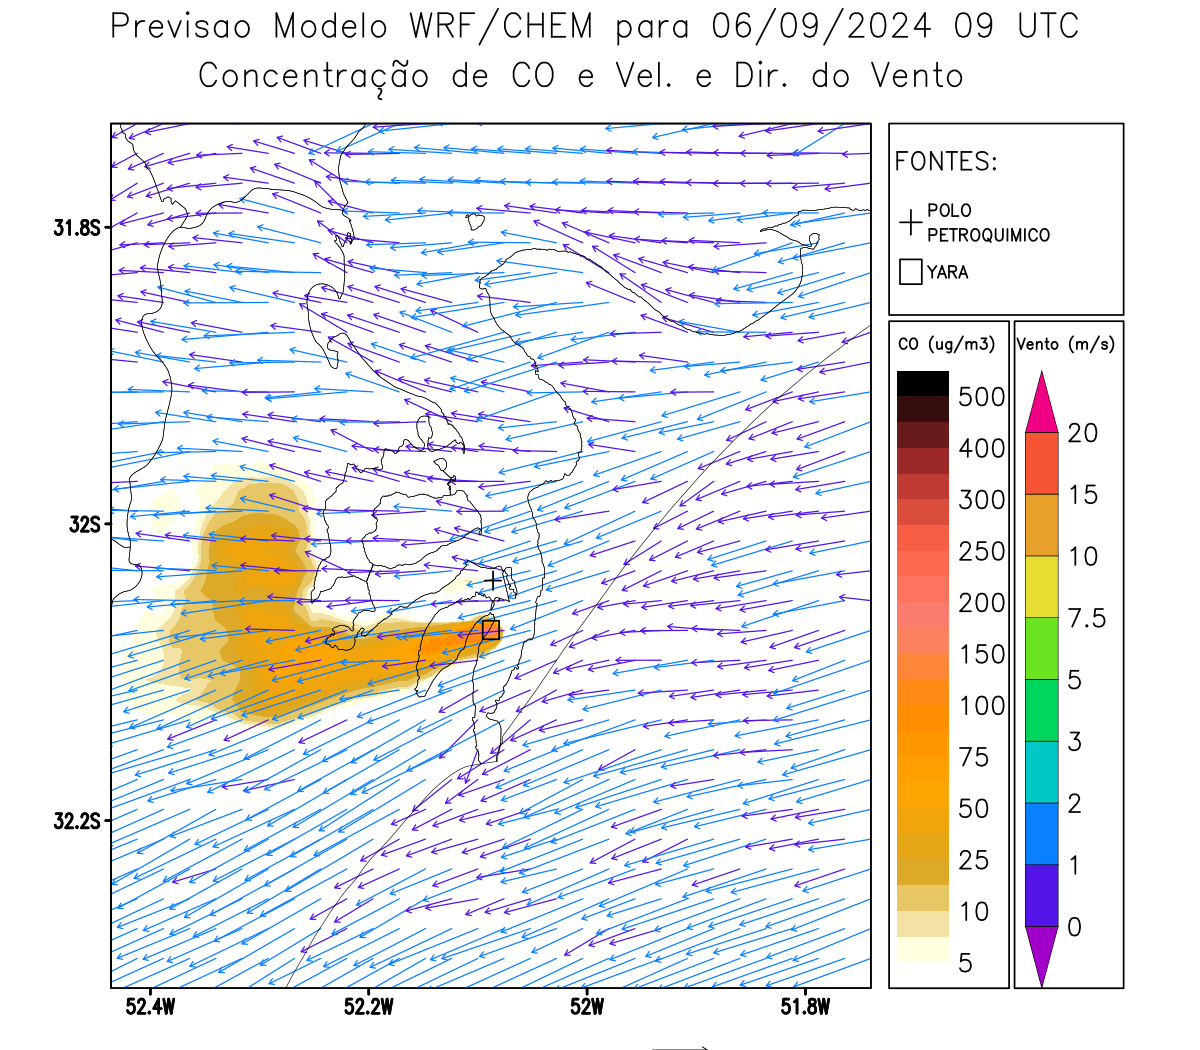 Previsao Modelo WRF/CHEM para 06/09/2024 09 UTC
Concentração de CO e Vel. e Dir. do Vento
FONTES:
POLO
PETROQUIMICO
YARA
CO (ug/m3)
500
400
300
250
200
150
100
75
50
25
10
5
Vento (m/s)
20
15
10
7.5
5
3
2
1
0
31.8S
32S
32.2S
52.4W
52.2W
52W
51.8W